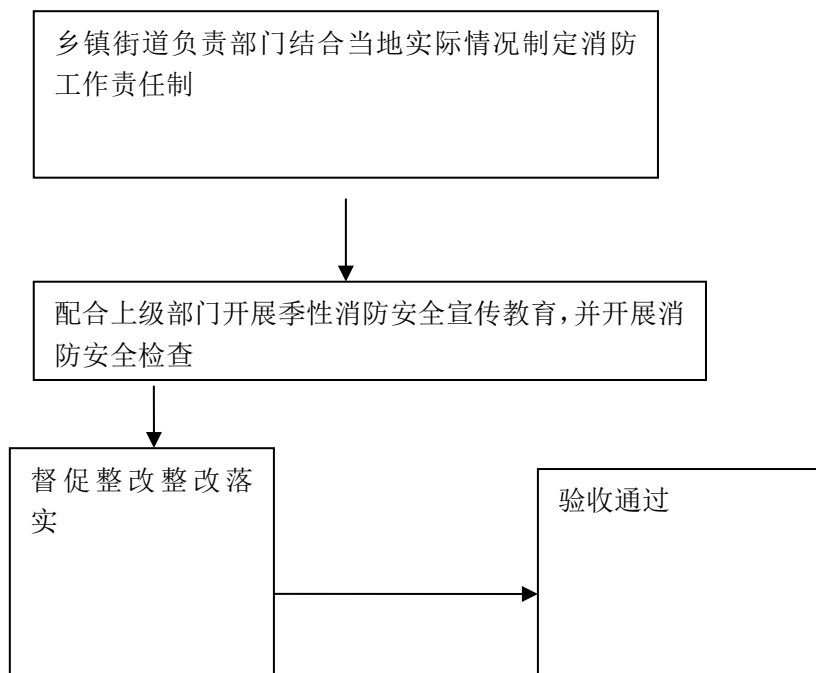 乡镇街道负责部门结合当地实际情况制定消防
工作责任制
配合上级部门开展季性消防安全宣传教育，并开展消
防安全检查
督促整改整改落
实
验收通过